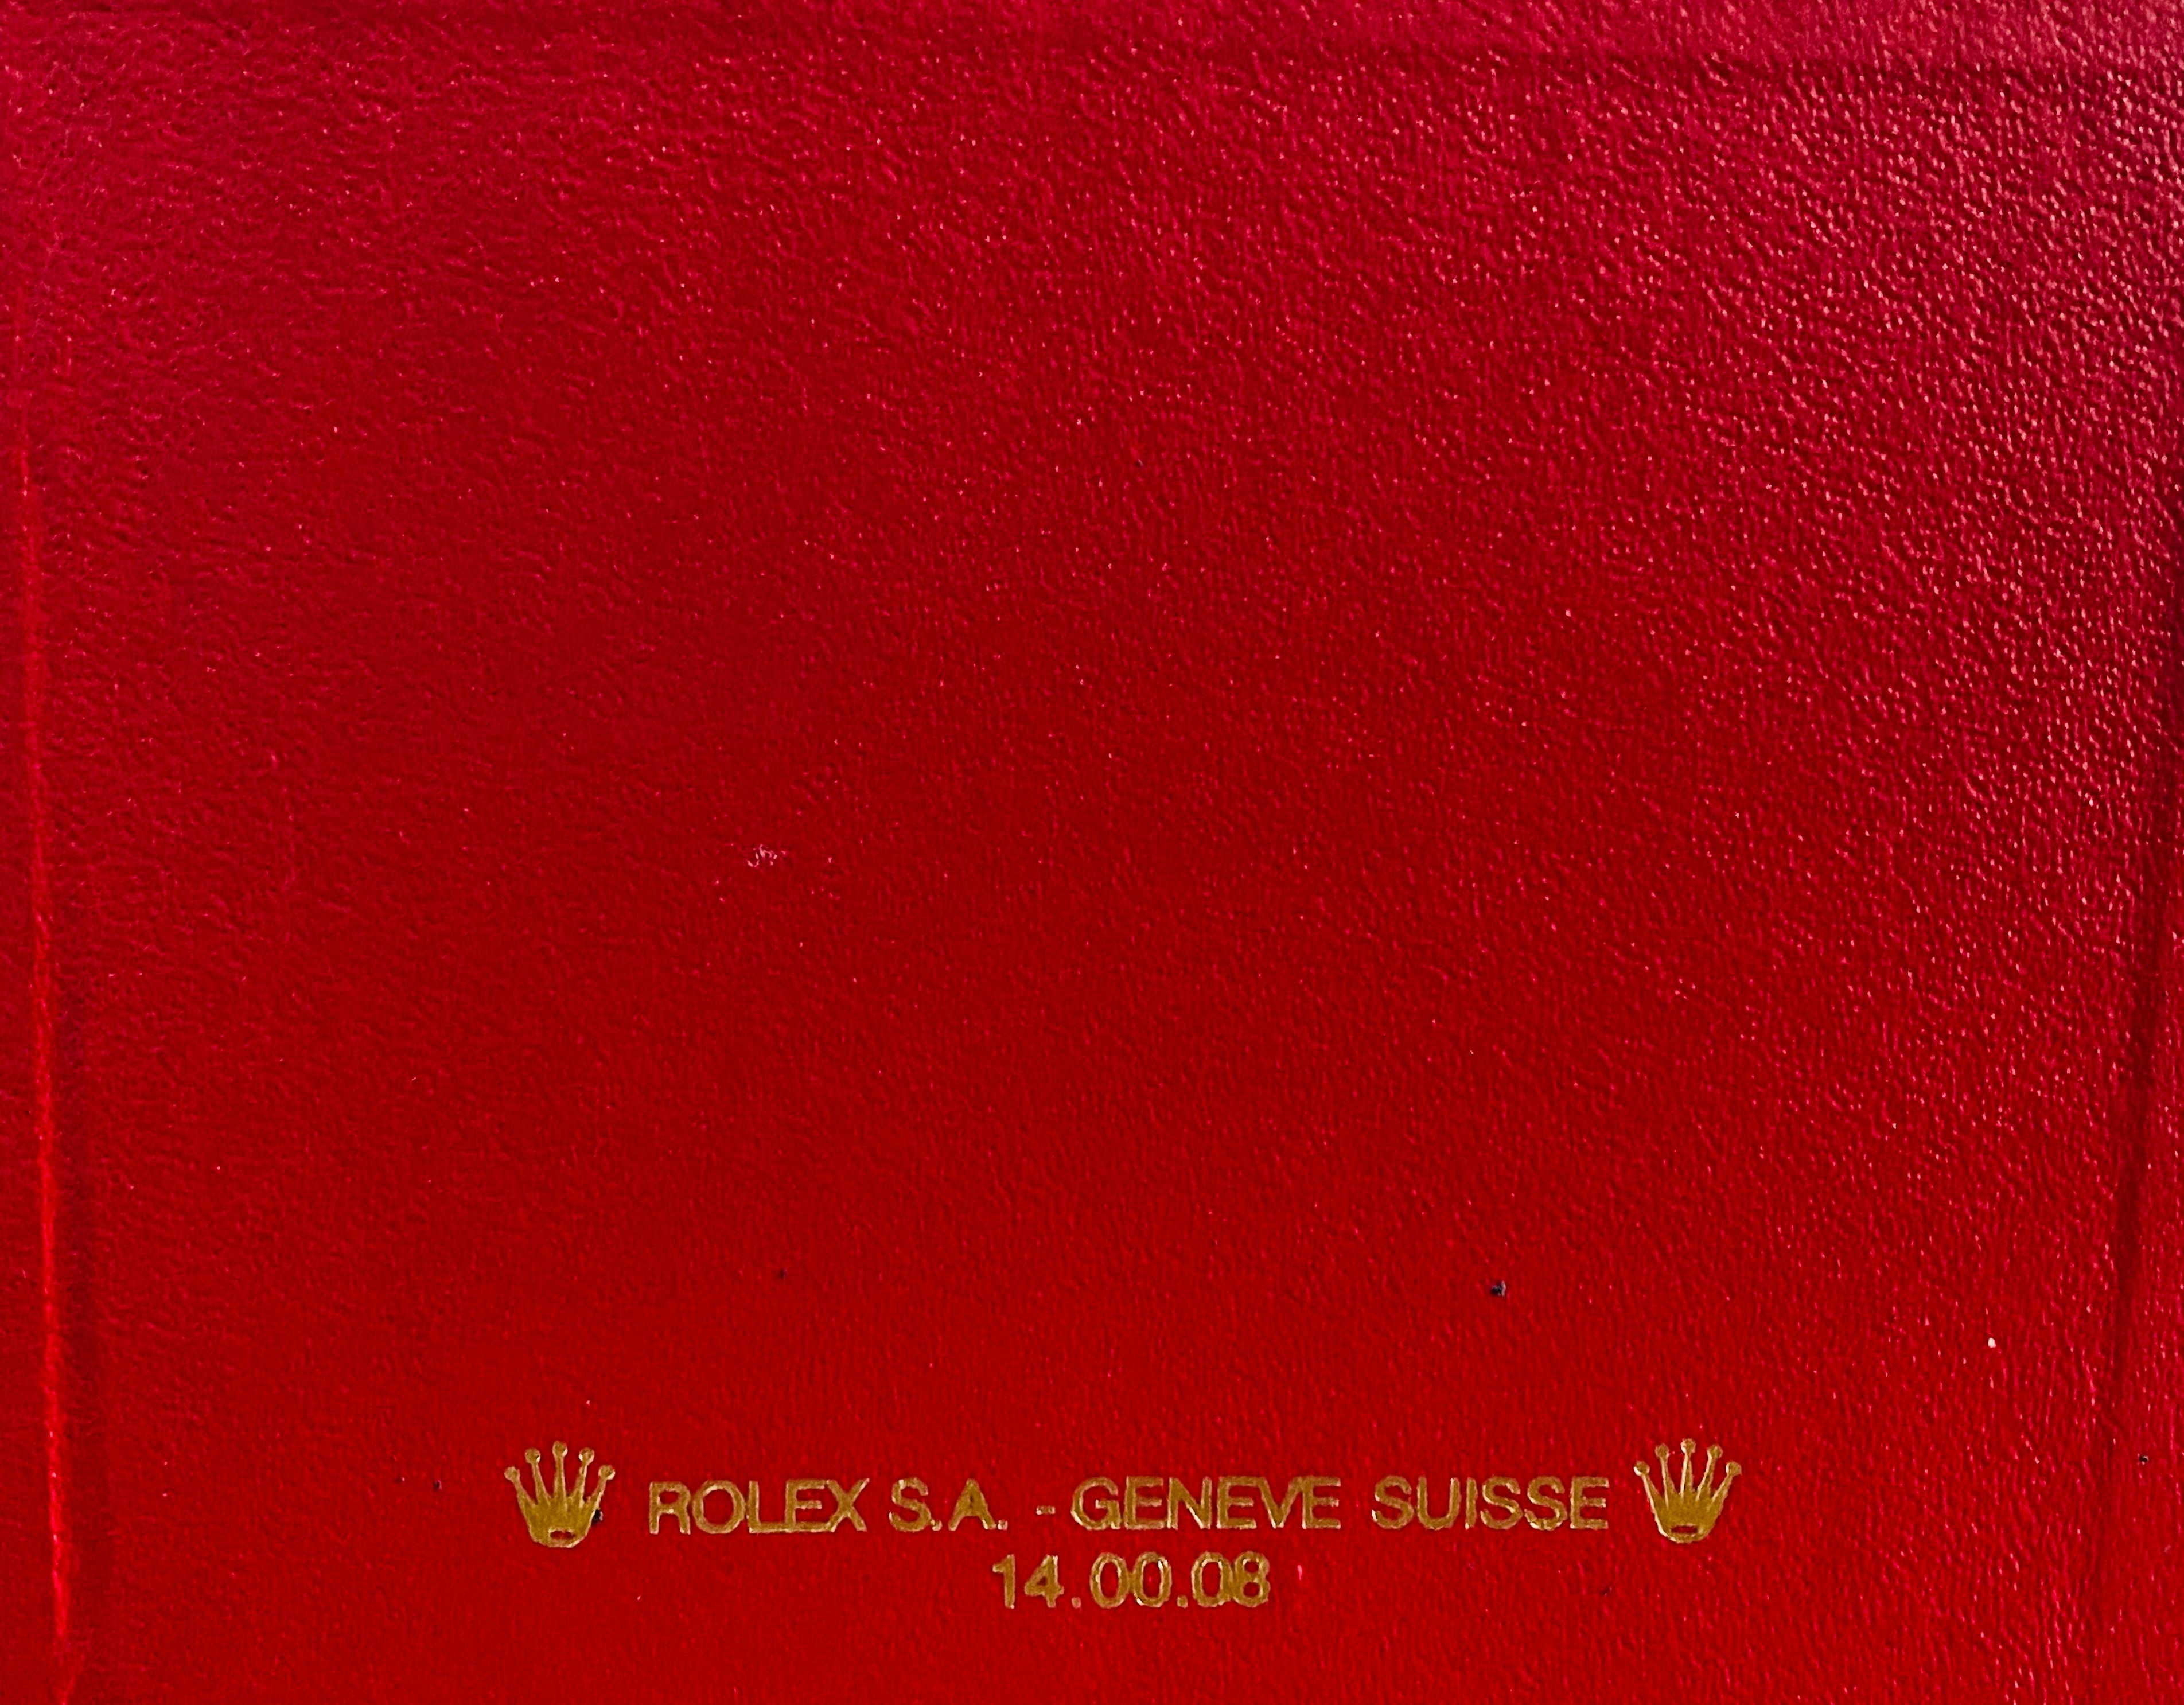 ROLEX S.A. - GENEVE SUISSE
14.00.08